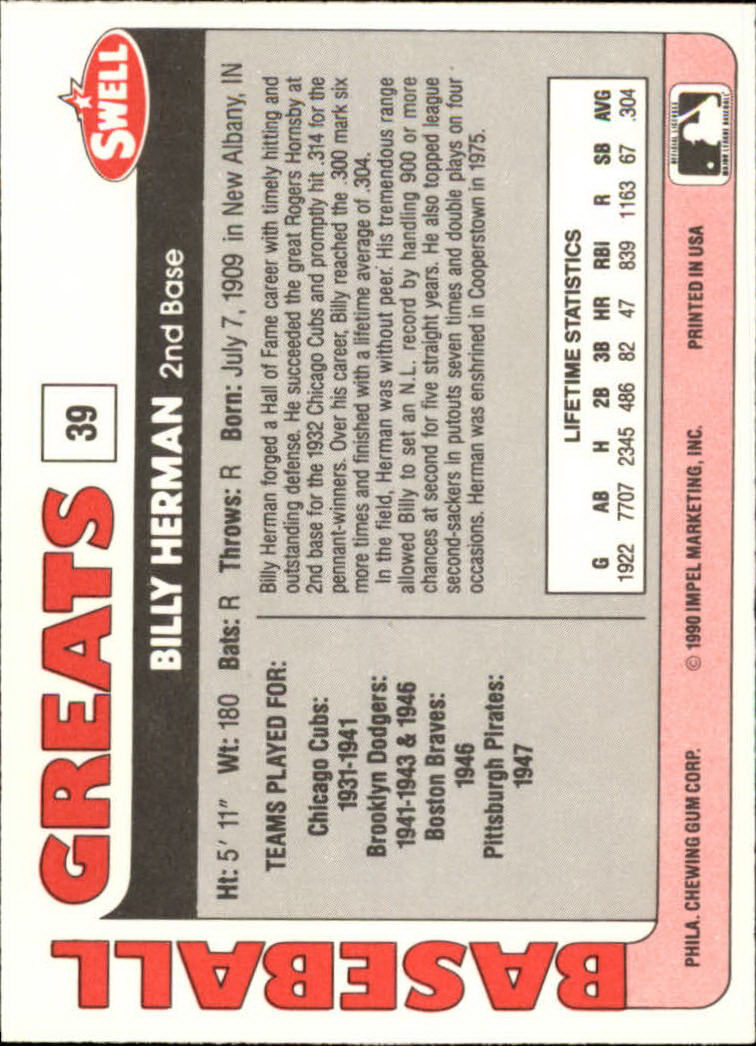 BASEBALL
GREATS
39
SWELL
BILLY HERMAN 2nd Base
Ht: 5' 11" Wt: 180 Bats: R Throws: R Born: July 7, 1909 in New Albany, IN
TEAMS PLAYED FOR:
Chicago Cubs:
1931-1941
Brooklyn Dodgers:
1941-1943 & 1946
Boston Braves:
1946
Pittsburgh Pirates:
1947
Billy Herman forged a Hall of Fame career with timely hitting and
outstanding defense. He succeeded the great Rogers Hornsby at
2nd base for the 1932 Chicago Cubs and promptly hit .314 for the
pennant-winners. Over his career, Billy reached the .300 mark six
more times and finished with a lifetime average of .304.
In the field, Herman was without peer. His tremendous range
allowed Billy to set an N.L. record by handling 900 or more
chances at second for five straight years. He also topped league
second-sackers in putouts seven times and double plays on four
occasions. Herman was enshrined in Cooperstown in 1975.
LIFETIME STATISTICS
G AB H 2B 3B HR RBI R SB AVG
1922 7707 2345 486 82 47 839 1163 67 .304
PHILA. CHEWING GUM CORP. © 1990 IMPEL MARKETING, INC. PRINTED IN USA
OFFICIAL LICENSEE
MAJOR LEAGUE BASEBALL